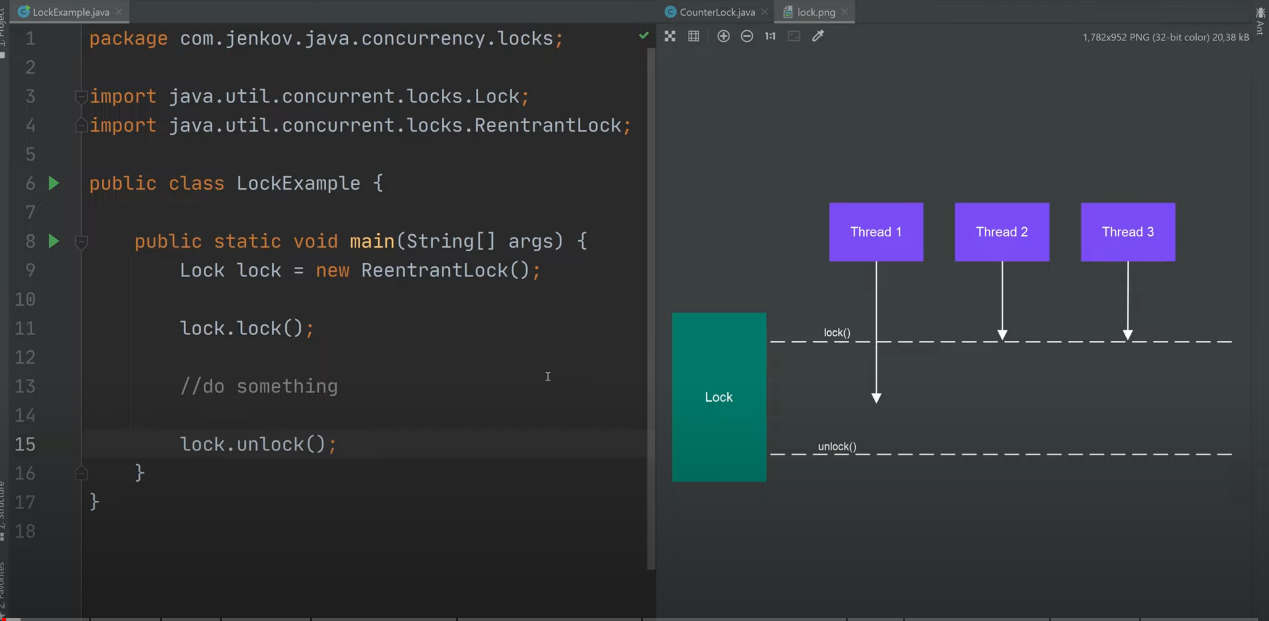 LockExample.java
CounterLock.java
lock.png
1:1
1,782x952 PNG (32-bit color) 20,38 kB
Ant
1 package com.jenkov.java.concurrency.locks;
2
3 import java.util.concurrent.locks.Lock;
4 import java.util.concurrent.locks.ReentrantLock;
5
6 public class LockExample {
7
8 public static void main(String[] args) {
9 Lock lock = new ReentrantLock();
10
11 lock.lock();
12
13 //do something
14
15 lock.unlock();
16 }
17 }
18
Thread 1
Thread 2
Thread 3
lock()
Lock
unlock()
Project
Structure
2: Favorites